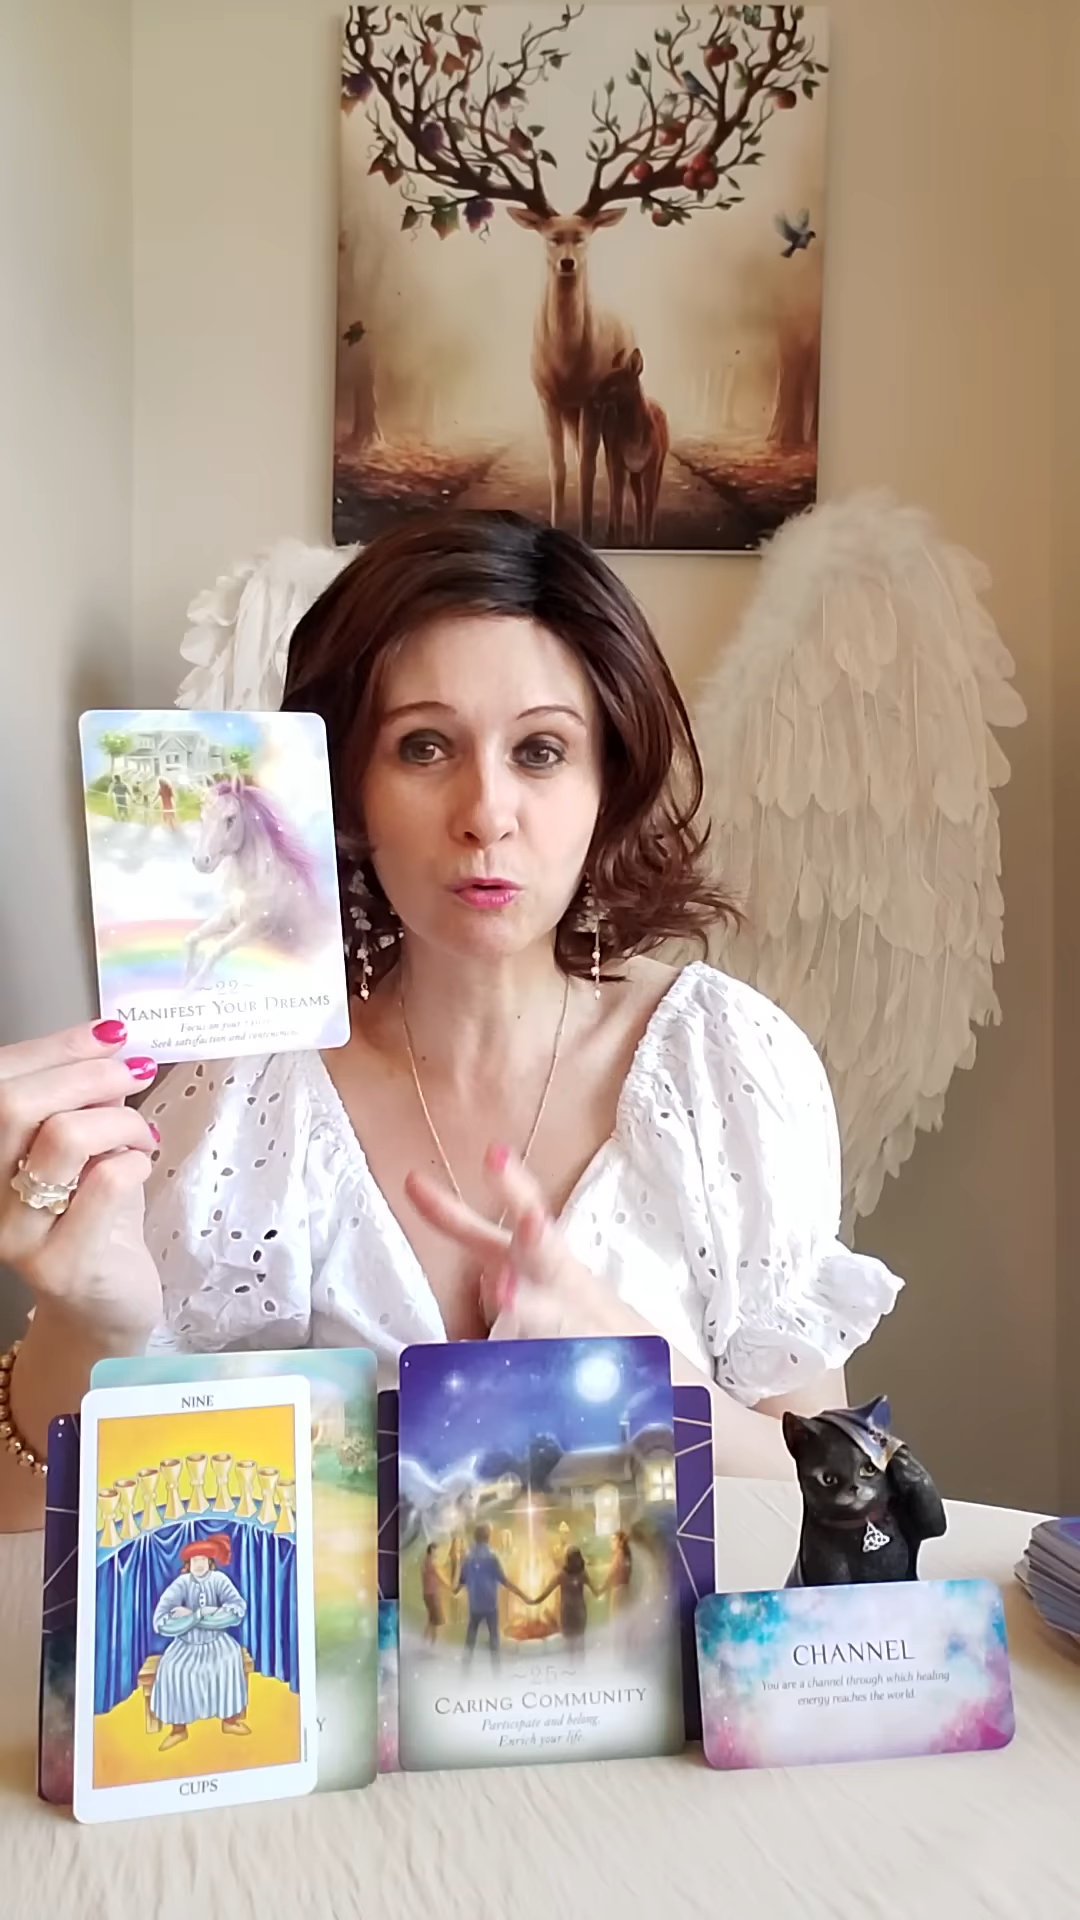 ~22~
MANIFEST YOUR DREAMS
Focus on your
Seek satisfaction and contentment.
NINE
CUPS
Y
~25~
CARING COMMUNITY
Participate and belong.
Enrich your life.
CHANNEL
You are a channel through which healing
energy reaches the world.